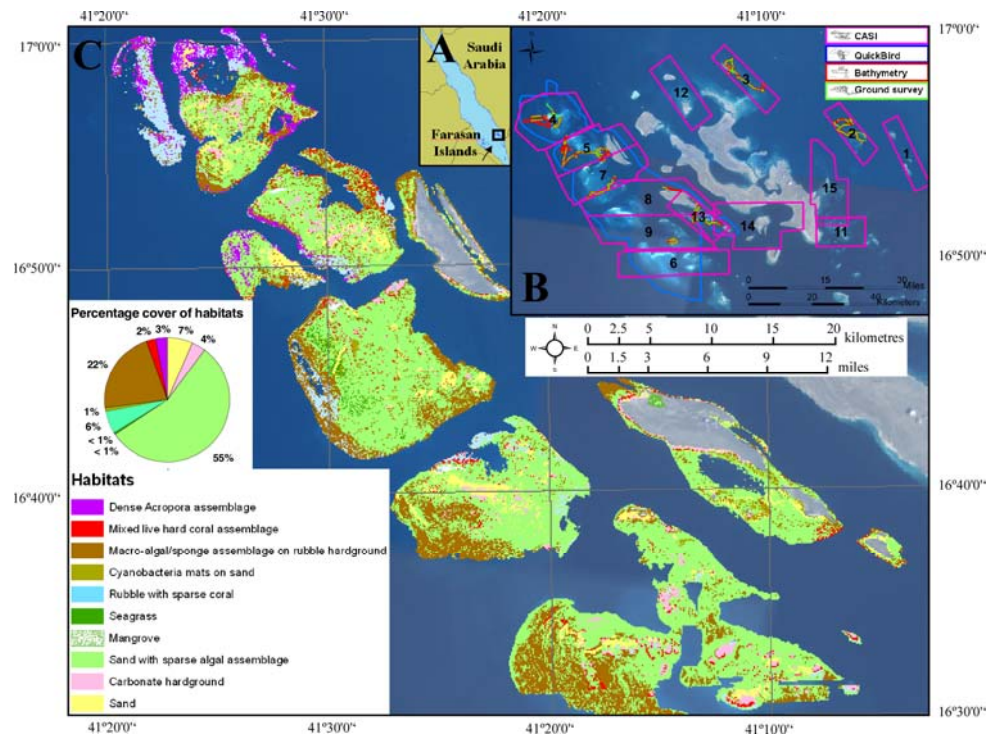 41°20'0"
41°30'0"
41°20'0"
41°10'0"
17°0'0"
16°50'0"
16°40'0"
C
A
Saudi
Arabia
Farasan
Islands
B
CASI
QuickBird
Bathymetry
Ground survey
1
2
3
4
5
6
7
8
9
11
12
13
14
15
0 15 30
Miles
0 20 40
Kilometers
17°0'0"
16°50'0"
16°40'0"
16°30'0"
N
W E
S
0 2.5 5 10 15 20
kilometres
0 1.5 3 6 9 12
miles
Percentage cover of habitats
2% 3% 7% 4%
22%
1%
6%
< 1%
< 1%
55%
Habitats
Dense Acropora assemblage
Mixed live hard coral assemblage
Macro-algal/sponge assemblage on rubble hardground
Cyanobacteria mats on sand
Rubble with sparse coral
Seagrass
Mangrove
Sand with sparse algal assemblage
Carbonate hardground
Sand
41°20'0"
41°30'0"
41°20'0"
41°10'0"